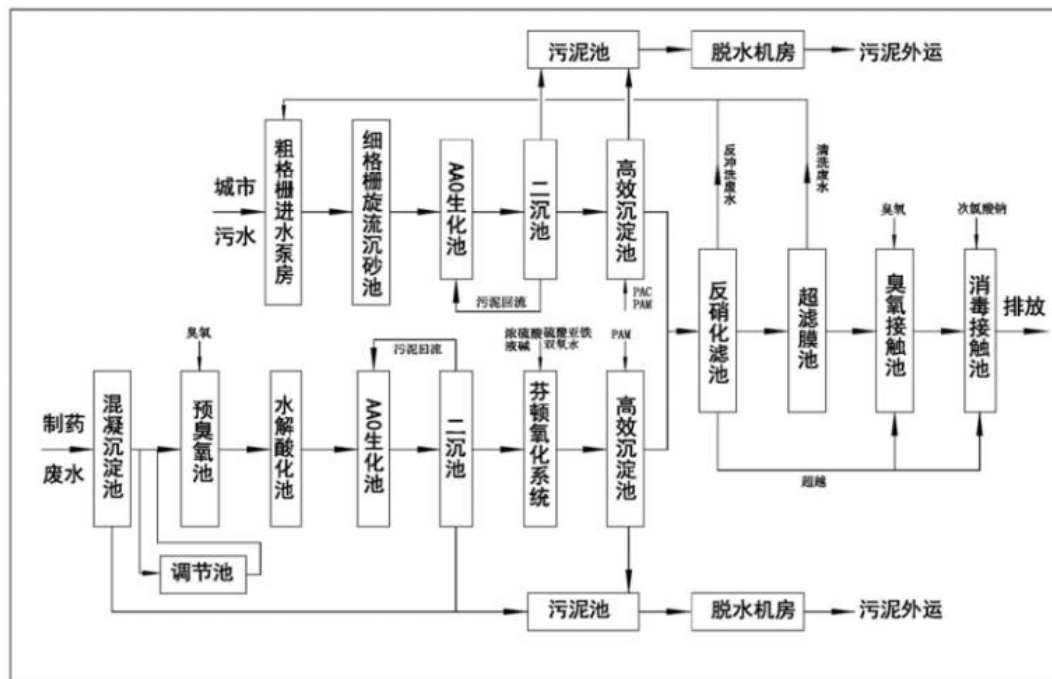 污泥池
脱水机房
污泥外运
粗格栅进水泵房
细格栅旋流沉砂池
AAO生化池
二沉池
高效沉淀池
反冲洗废水
清洗废水
城市
污水
污泥回流
PAC
PAM
臭氧
次氯酸钠
反硝化滤池
超滤膜池
臭氧接触池
消毒接触池
排放
超越
臭氧
污泥回流
浓硫酸硫酸亚铁
液碱 双氧水
PAM
制药
废水
混凝沉淀池
预臭氧池
水解酸化池
AAO生化池
二沉池
芬顿氧化系统
高效沉淀池
调节池
污泥池
脱水机房
污泥外运